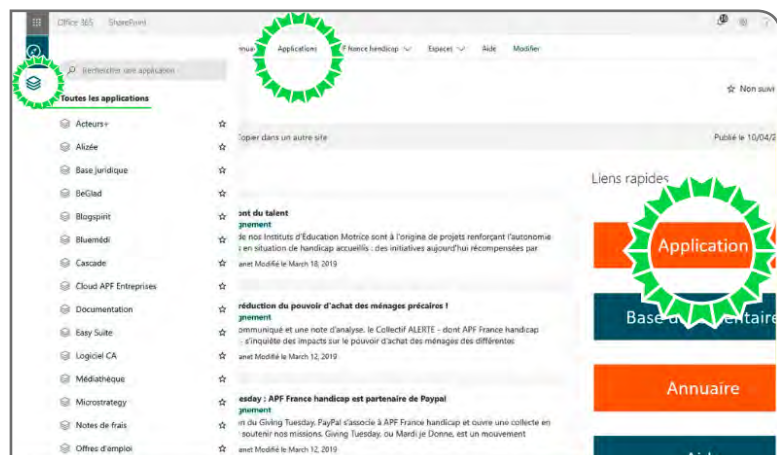 Office 365 SharePoint
Applications
F france handicap
Espaces
Aide
Modifier
Rechercher une application
Non suivi
Toutes les applications
Acteurs+
Alizée
Base juridique
BeGlad
Blogspirit
Bluemédi
Cascade
Cloud APF Entreprises
Documentation
Easy Suite
Logiciel CA
Médiathèque
Microstrategy
Notes de frais
Offres d'emploi
Copier dans un autre site
Publié le 10/04/2
ont du talent
gnement
de nos Instituts d'Éducation Motrice sont à l'origine de projets renforçant l'autonomie
s en situation de handicap accueillis : des initiatives aujourd'hui récompensées par
anet Modifié le March 18, 2019
réduction du pouvoir d'achat des ménages précaires !
gnement
ommuniqué et une note d'analyse, le Collectif ALERTE - dont APF France handicap
- s'inquiète des impacts sur le pouvoir d'achat des ménages des différentes
anet Modifié le March 12, 2019
esday : APF France handicap est partenaire de Paypal
gnement
on du Giving Tuesday, PayPal s'associe à APF France handicap et ouvre une collecte en
soutenir nos missions. Giving Tuesday, ou Mardi je Donne, est un mouvement
anet Modifié le March 12, 2019
Liens rapides
Application
Annuaire